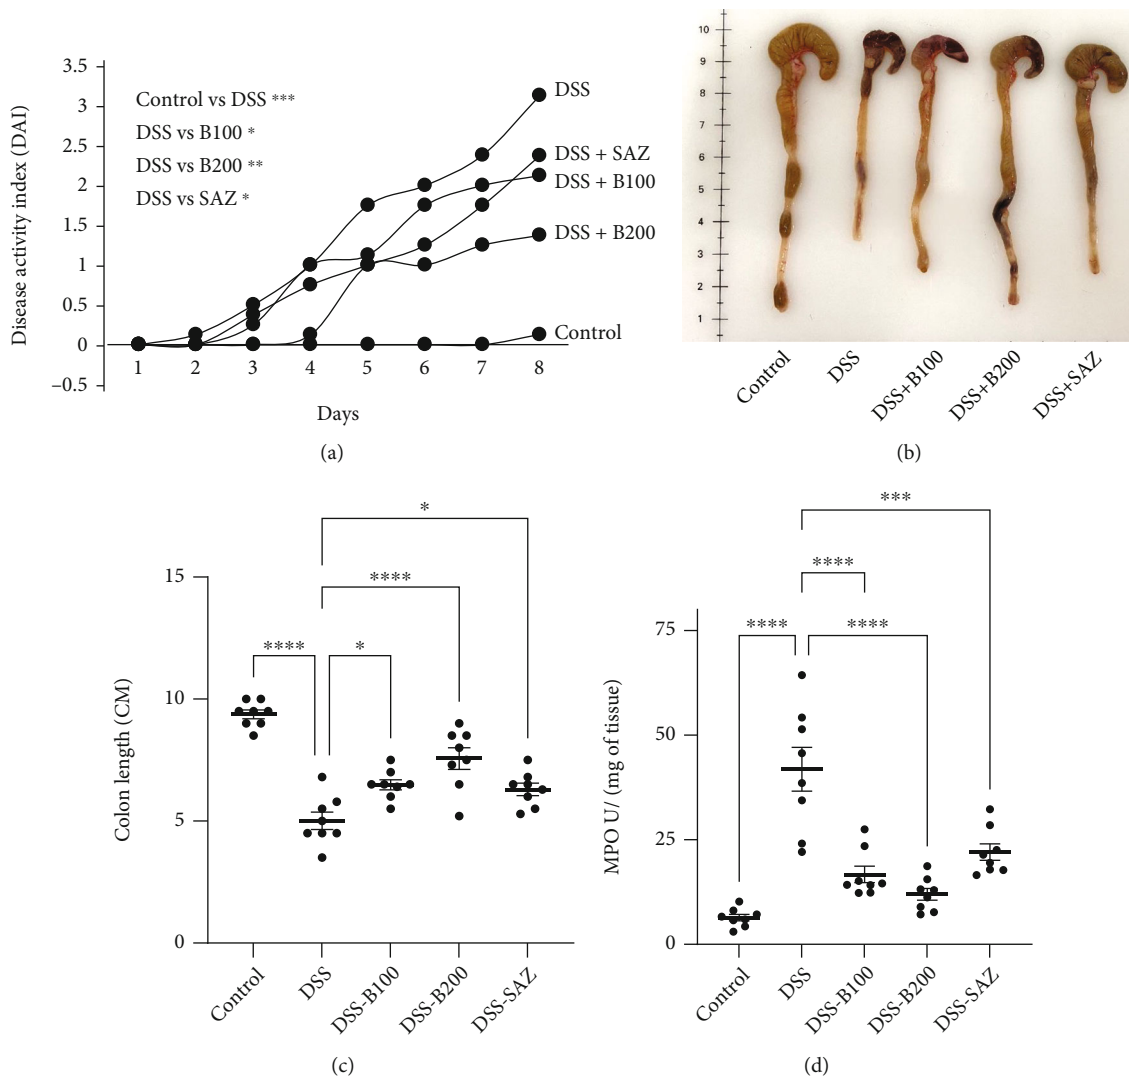 3.5
3
2.5
2
1.5
1
0.5
0
–0.5
Disease activity index (DAI)
Control vs DSS ***
DSS vs B100 *
DSS vs B200 **
DSS vs SAZ *
DSS
DSS + SAZ
DSS + B100
DSS + B200
Control
1 2 3 4 5 6 7 8
Days
(a)
10
9
8
7
6
5
4
3
2
1
Control
DSS
DSS+B100
DSS+B200
DSS+SAZ
(b)
*
****
**** *
15
10
5
0
Colon length (CM)
Control
DSS
DSS-B100
DSS-B200
DSS-SAZ
(c)
***
****
**** ****
75
50
25
0
MPO U/ (mg of tissue)
Control
DSS
DSS-B100
DSS-B200
DSS-SAZ
(d)